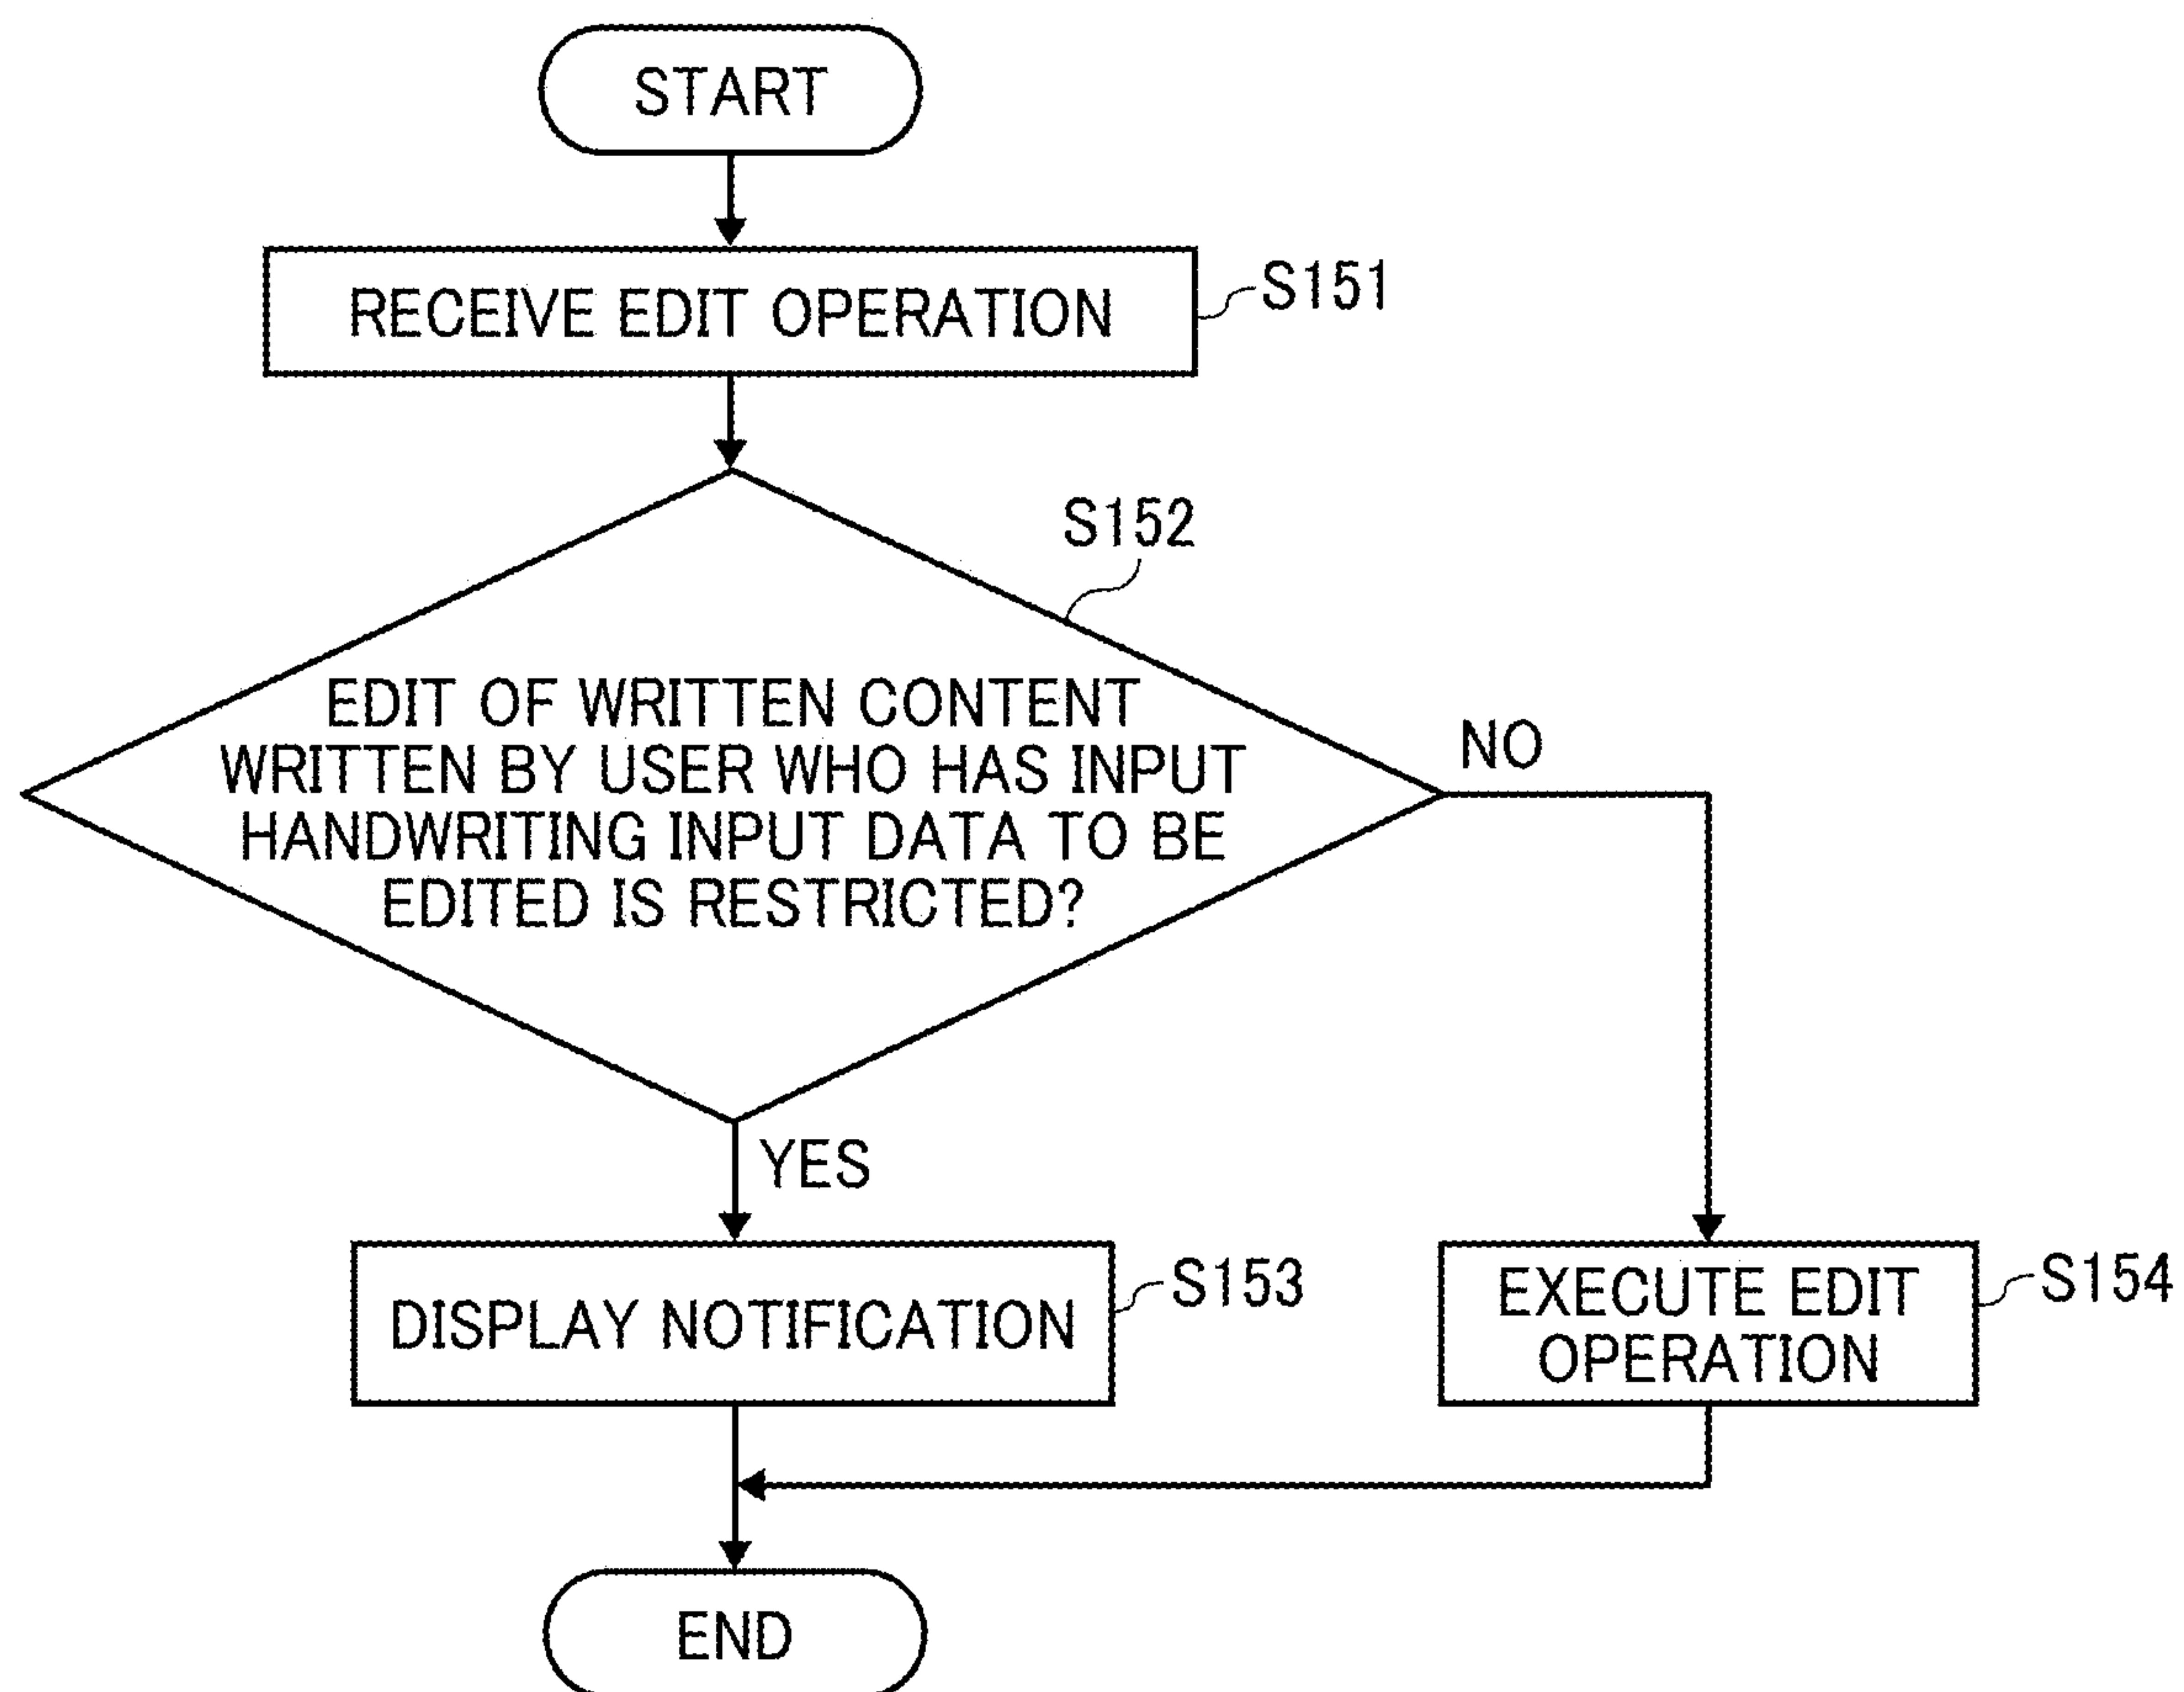 START
RECEIVE EDIT OPERATION
S151
S152
EDIT OF WRITTEN CONTENT
WRITTEN BY USER WHO HAS INPUT
HANDWRITING INPUT DATA TO BE
EDITED IS RESTRICTED?
NO
YES
DISPLAY NOTIFICATION
S153
EXECUTE EDIT
OPERATION
S154
END